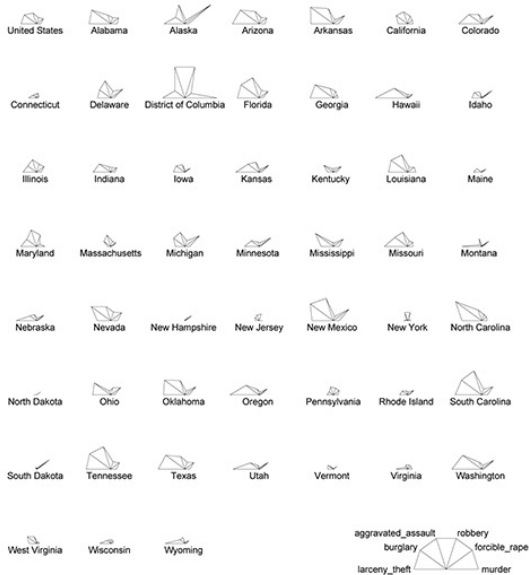 United States Alabama Alaska Arizona Arkansas California Colorado
Connecticut Delaware District of Columbia Florida Georgia Hawaii Idaho
Illinois Indiana Iowa Kansas Kentucky Louisiana Maine
Maryland Massachusetts Michigan Minnesota Mississippi Missouri Montana
Nebraska Nevada New Hampshire New Jersey New Mexico New York North Carolina
North Dakota Ohio Oklahoma Oregon Pennsylvania Rhode Island South Carolina
South Dakota Tennessee Texas Utah Vermont Virginia Washington
West Virginia Wisconsin Wyoming
aggravated_assault robbery
burglary forcible_rape
larceny_theft murder